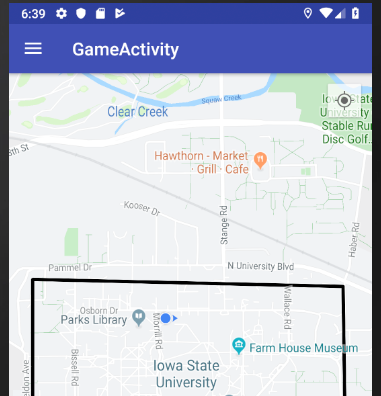 6:39
GameActivity
Squaw Creek
Clear Creek
Iowa State
University
Stable Run
Disc Golf...
8th St
Hawthorn - Market
· Grill · Cafe
Kooser Dr
Stange Rd
Haber Rd
Pammel Dr
N University Blvd
Osborn Dr
Parks Library
Morrill Rd
Wallace Rd
Farm House Museum
Bissell Rd
Iowa State
University
eldon Ave